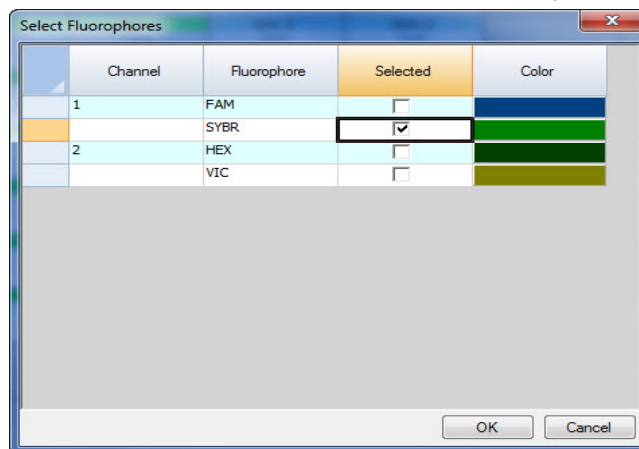 Select Fluorophores
Channel Fluorophore Selected Color
1 FAM
SYBR
2 HEX
VIC
OK Cancel